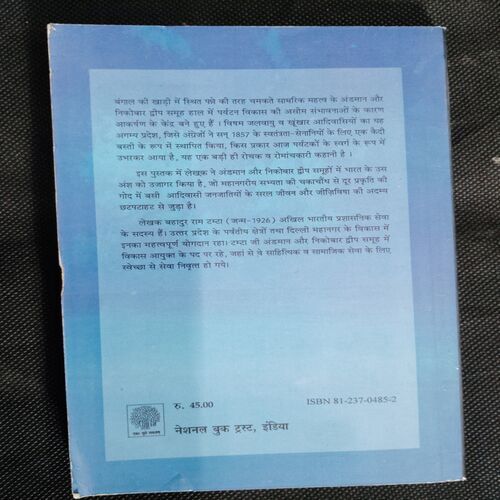 बंगाल की खाड़ी में स्थित पन्ने की तरह चमकते सामरिक महत्व के अंडमान और
निकोबार द्वीप समूह हाल में पर्यटन विकास की असीम संभावनाओं के कारण
आकर्षण के केंद्र बने हुए हैं । विषम जलवायु व खूंखार आदिवासियों का यह
अगम्य प्रदेश, जिसे अंग्रेजों ने सन् 1857 के स्वतंत्रता-सेनानियों के लिए एक कैदी
बस्ती के रूप में स्थापित किया, किस प्रकार आज पर्यटकों के स्वर्ग के रूप में
उभरकर आया है, यह एक बड़ी ही रोचक व रोमांचकारी कहानी है ।
इस पुस्तक में लेखक ने अंडमान और निकोबार द्वीप समूहों में भारत के उस
अंश को उजागर किया है, जो महानगरीय सभ्यता की चकाचौंध से दूर प्रकृति की
गोद में बसी आदिवासी जनजातियों के सरल जीवन और जीजिविषा की अदम्य
छटपटाहट से जुड़ा है।
लेखक बहादुर राम टम्टा (जन्म-1926) अखिल भारतीय प्रशासनिक सेवा
के सदस्य हैं। उत्तर प्रदेश के पर्वतीय क्षेत्रों तथा दिल्ली महानगर के विकास में
इनका महत्वपूर्ण योगदान रहा। टम्टा जी अंडमान और निकोबार द्वीप समूह में
विकास आयुक्त के पद पर रहे, जहां से वे साहित्यिक व सामाजिक सेवा के लिए
स्वेच्छा से सेवा निवृत्त हो गये।
रु. 45.00
ISBN 81-237-0485-2
नेशनल बुक ट्रस्ट, इंडिया